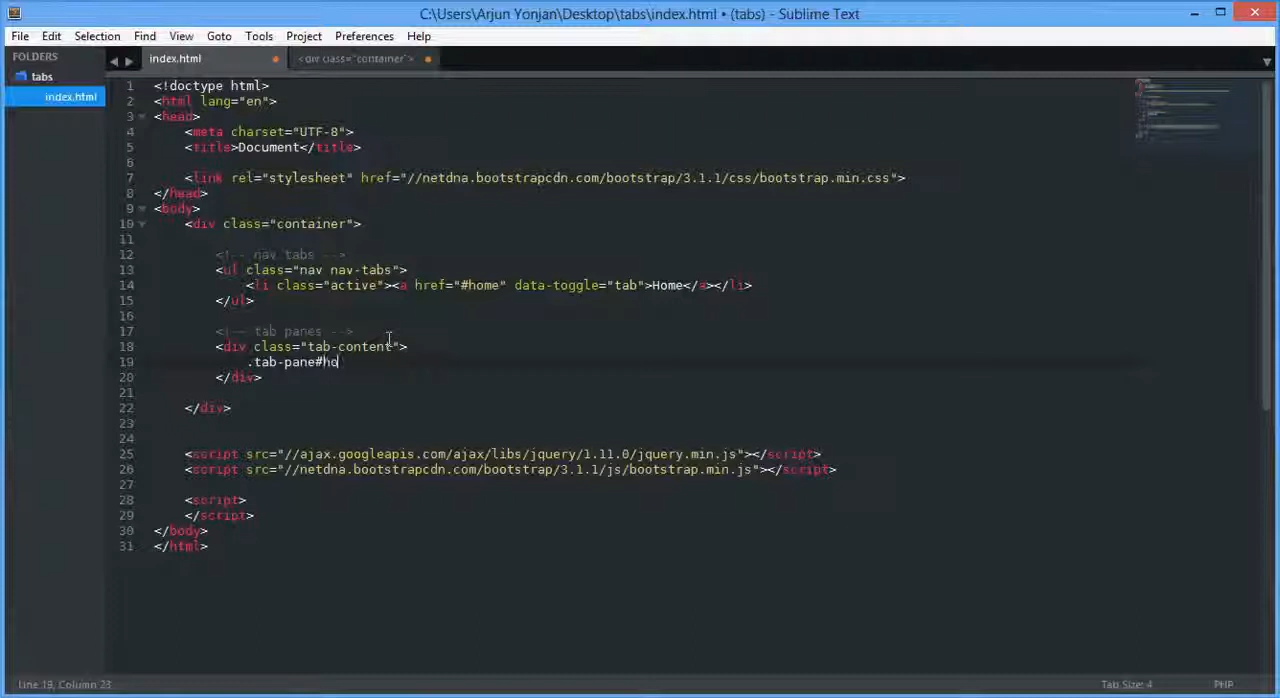 C:\Users\Arjun Yonjan\Desktop\tabs\index.html • (tabs) - Sublime Text
File Edit Selection Find View Goto Tools Project Preferences Help
FOLDERS
tabs
index.html
index.html <div class="container">
1 <!doctype html>
2 <html lang="en">
3 <head>
4 <meta charset="UTF-8">
5 <title>Document</title>
6
7 <link rel="stylesheet" href="//netdna.bootstrapcdn.com/bootstrap/3.1.1/css/bootstrap.min.css">
8 </head>
9 <body>
10 <div class="container">
11
12 <!-- nav tabs -->
13 <ul class="nav nav-tabs">
14 <li class="active"><a href="#home" data-toggle="tab">Home</a></li>
15 </ul>
16
17 <!-- tab panes -->
18 <div class="tab-content">
19 .tab-pane#ho
20 </div>
21
22 </div>
23
24
25 <script src="//ajax.googleapis.com/ajax/libs/jquery/1.11.0/jquery.min.js"></script>
26 <script src="//netdna.bootstrapcdn.com/bootstrap/3.1.1/js/bootstrap.min.js"></script>
27
28 <script>
29 </script>
30 </body>
31 </html>
Line 19, Column 23 Tab Size: 4 PHP